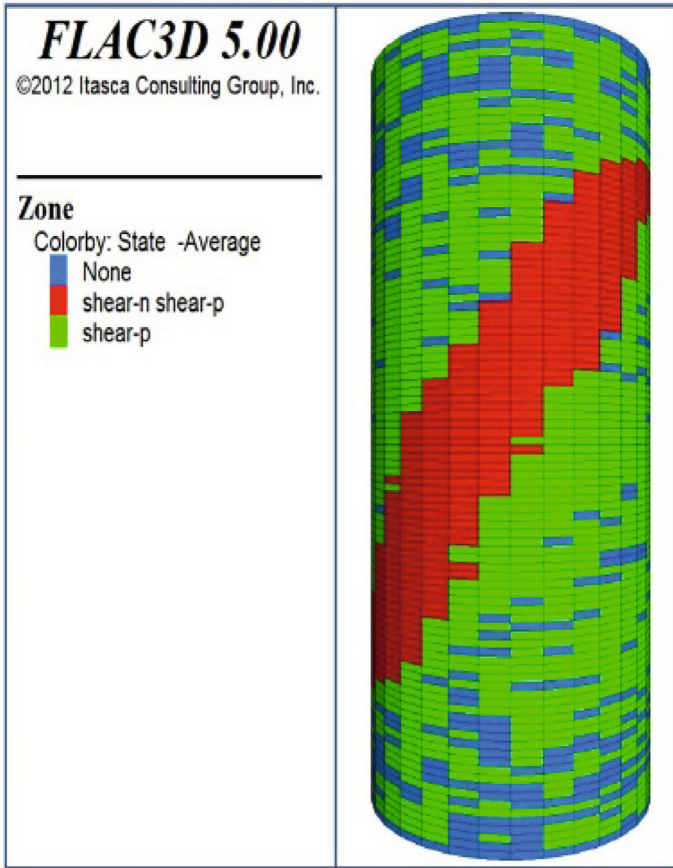 FLAC3D 5.00
©2012 Itasca Consulting Group, Inc.
Zone
Colorby: State -Average
None
shear-n shear-p
shear-p